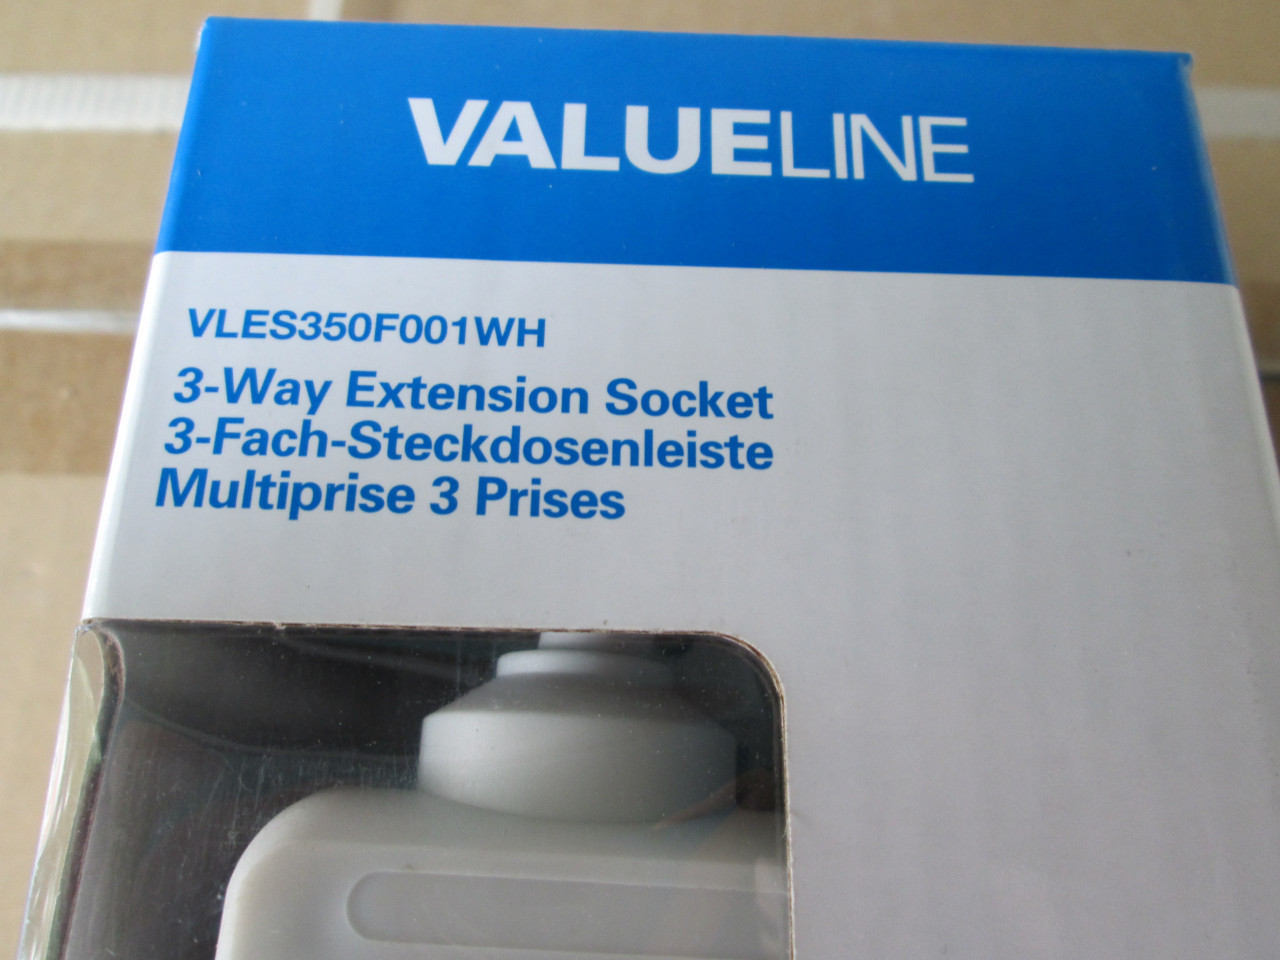 VALUELINE
VLES350F001WH
3-Way Extension Socket
3-Fach-Steckdosenleiste
Multiprise 3 Prises